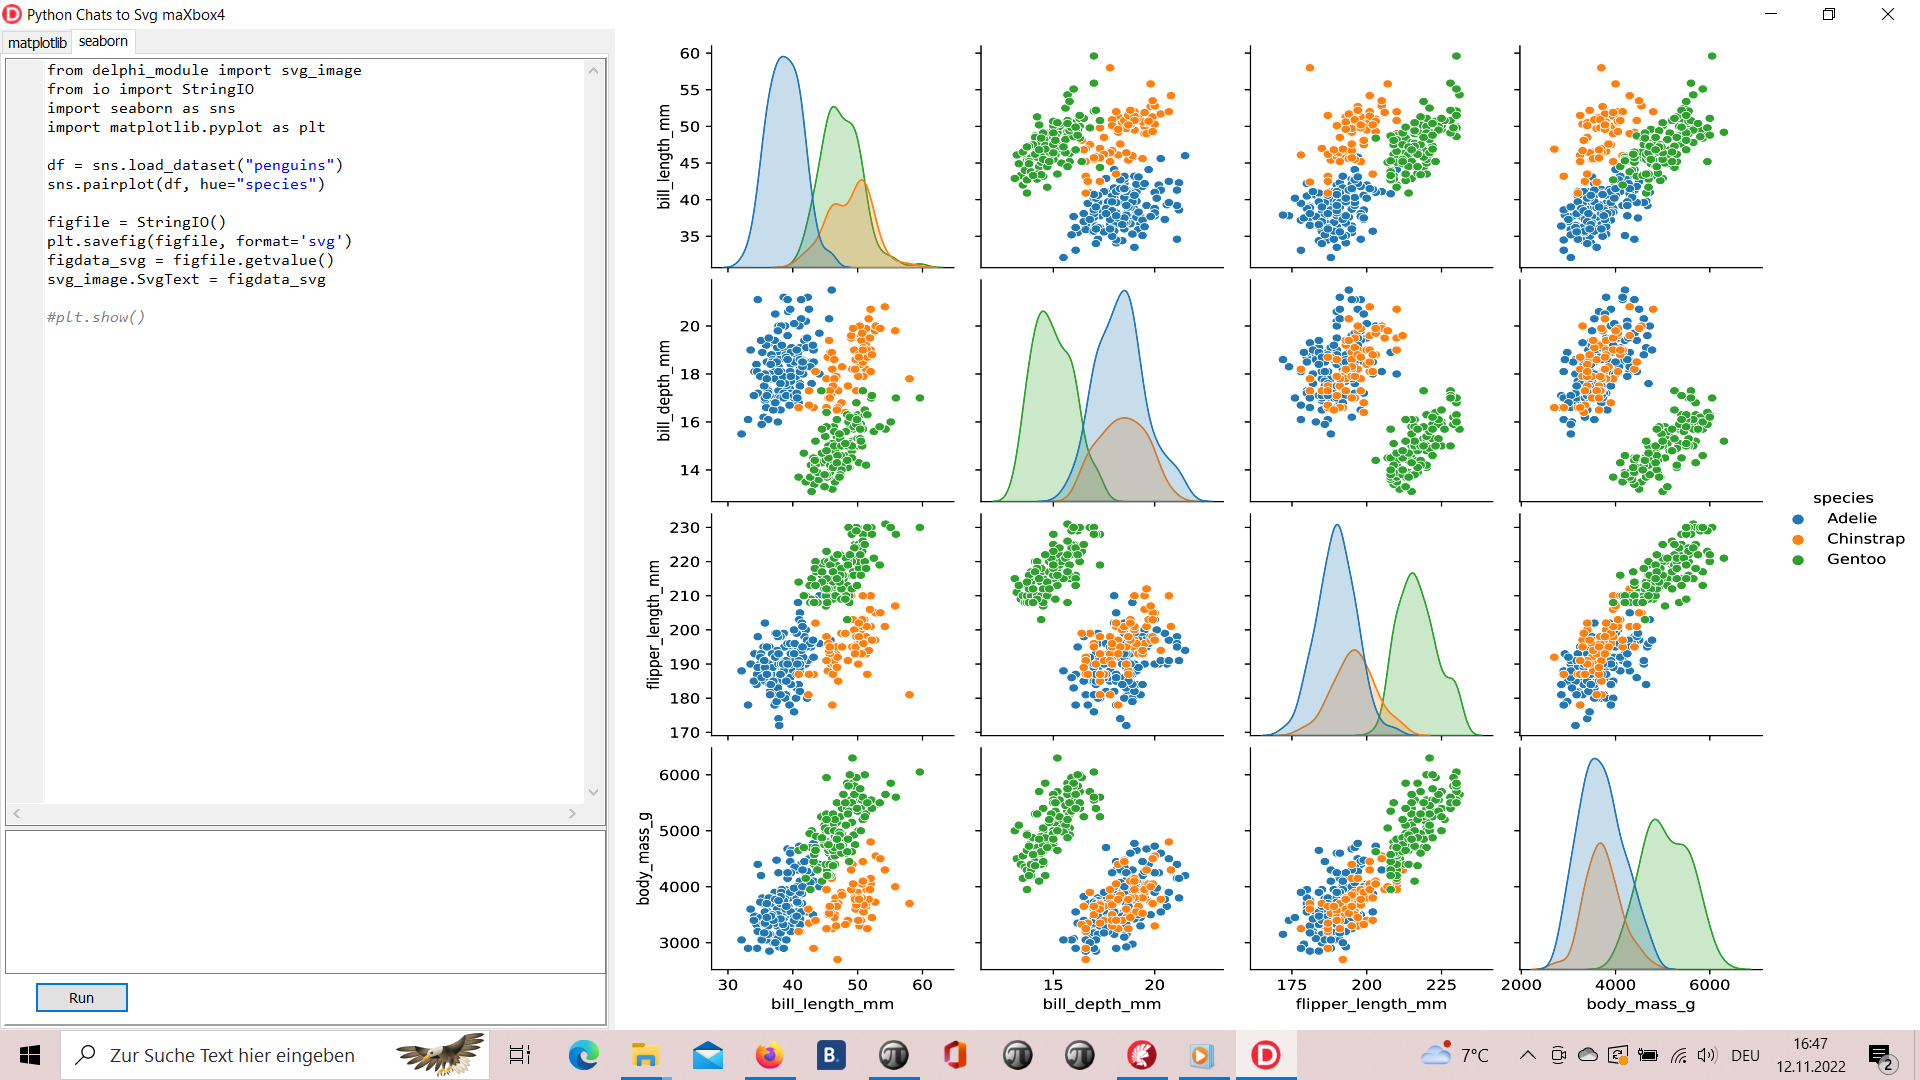 Python Chats to Svg maXbox4
matplotlib seaborn
from delphi_module import svg_image
from io import StringIO
import seaborn as sns
import matplotlib.pyplot as plt
df = sns.load_dataset("penguins")
sns.pairplot(df, hue="species")
figfile = StringIO()
plt.savefig(figfile, format='svg')
figdata_svg = figfile.getvalue()
svg_image.SvgText = figdata_svg
#plt.show()
Run
60
55
50
45
40
35
bill_length_mm
20
18
16
14
bill_depth_mm
230
220
210
200
190
180
170
flipper_length_mm
6000
5000
4000
3000
body_mass_g
30 40 50 60
bill_length_mm
15 20
bill_depth_mm
175 200 225
flipper_length_mm
2000 4000 6000
body_mass_g
species
Adelie
Chinstrap
Gentoo
Zur Suche Text hier eingeben
B.
7°C
DEU
16:47
12.11.2022
2